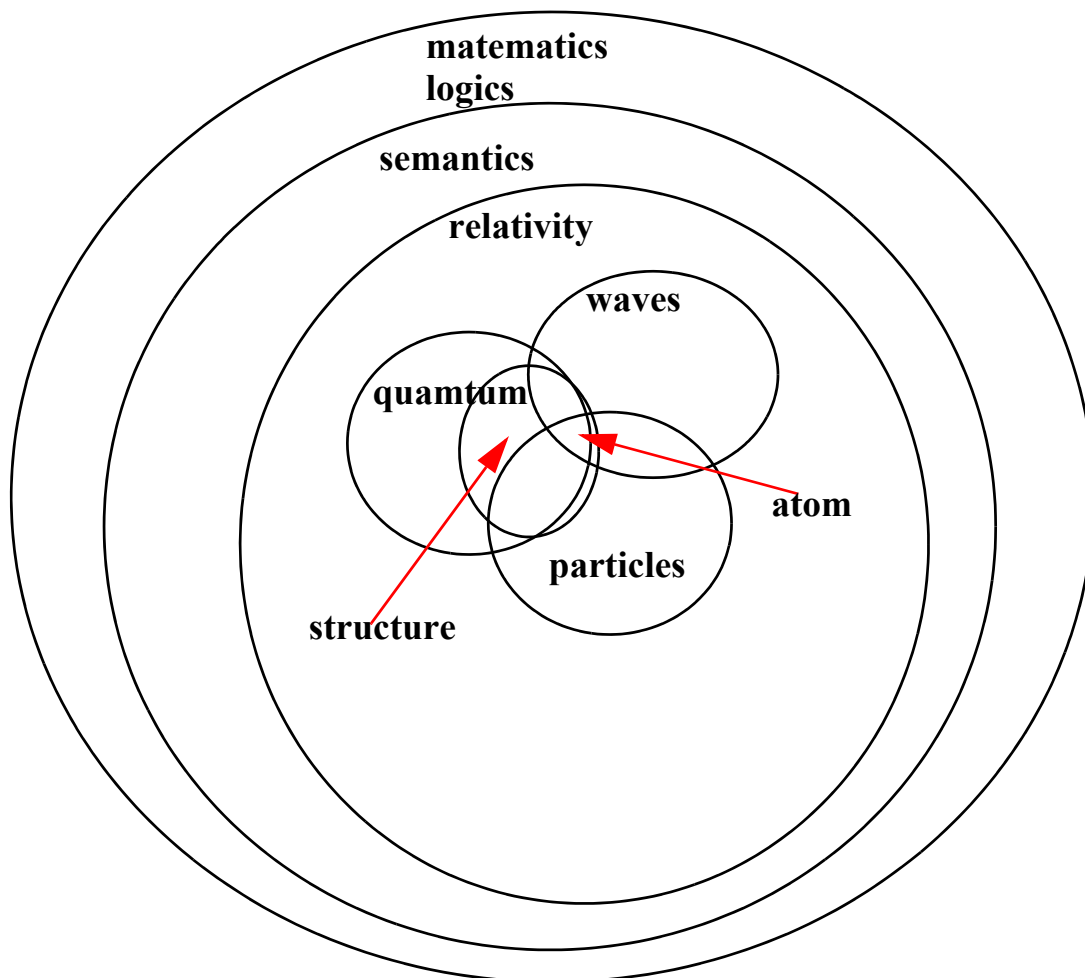 matematics
logics
semantics
relativity
waves
quamtum
atom
particles
structure